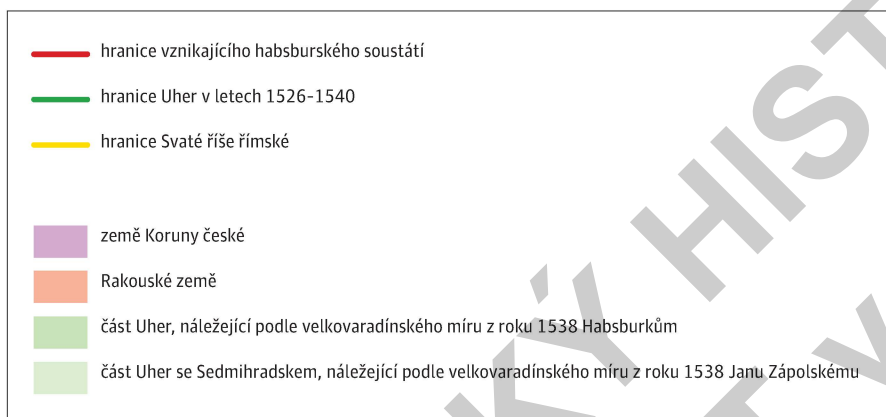 hranice vznikajícího habsburského soustátí
hranice Uher v letech 1526-1540
hranice Svaté říše římské
země Koruny české
Rakouské země
část Uher, náležející podle velkovaradínského míru z roku 1538 Habsburkům
část Uher se Sedmihradskem, náležející podle velkovaradínského míru z roku 1538 Janu Zápolskému